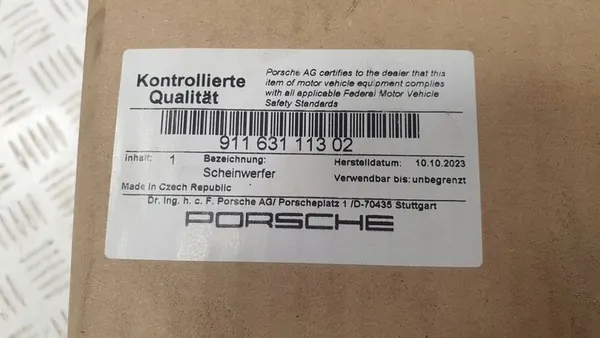 Kontrollierte
Qualität
Porsche AG certifies to the dealer that this
item of motor vehicle equipment complies
with all applicable Federal Motor Vehicle
Safety Standards
911 631 113 02
Inhalt: 1 Bezeichnung: Herstelldatum: 10.10.2023
Scheinwerfer Verwendbar bis: unbegrenzt
Made in Czech Republic
Dr. Ing. h. c. F. Porsche AG/ Porscheplatz 1 /D-70435 Stuttgart
PORSCHE